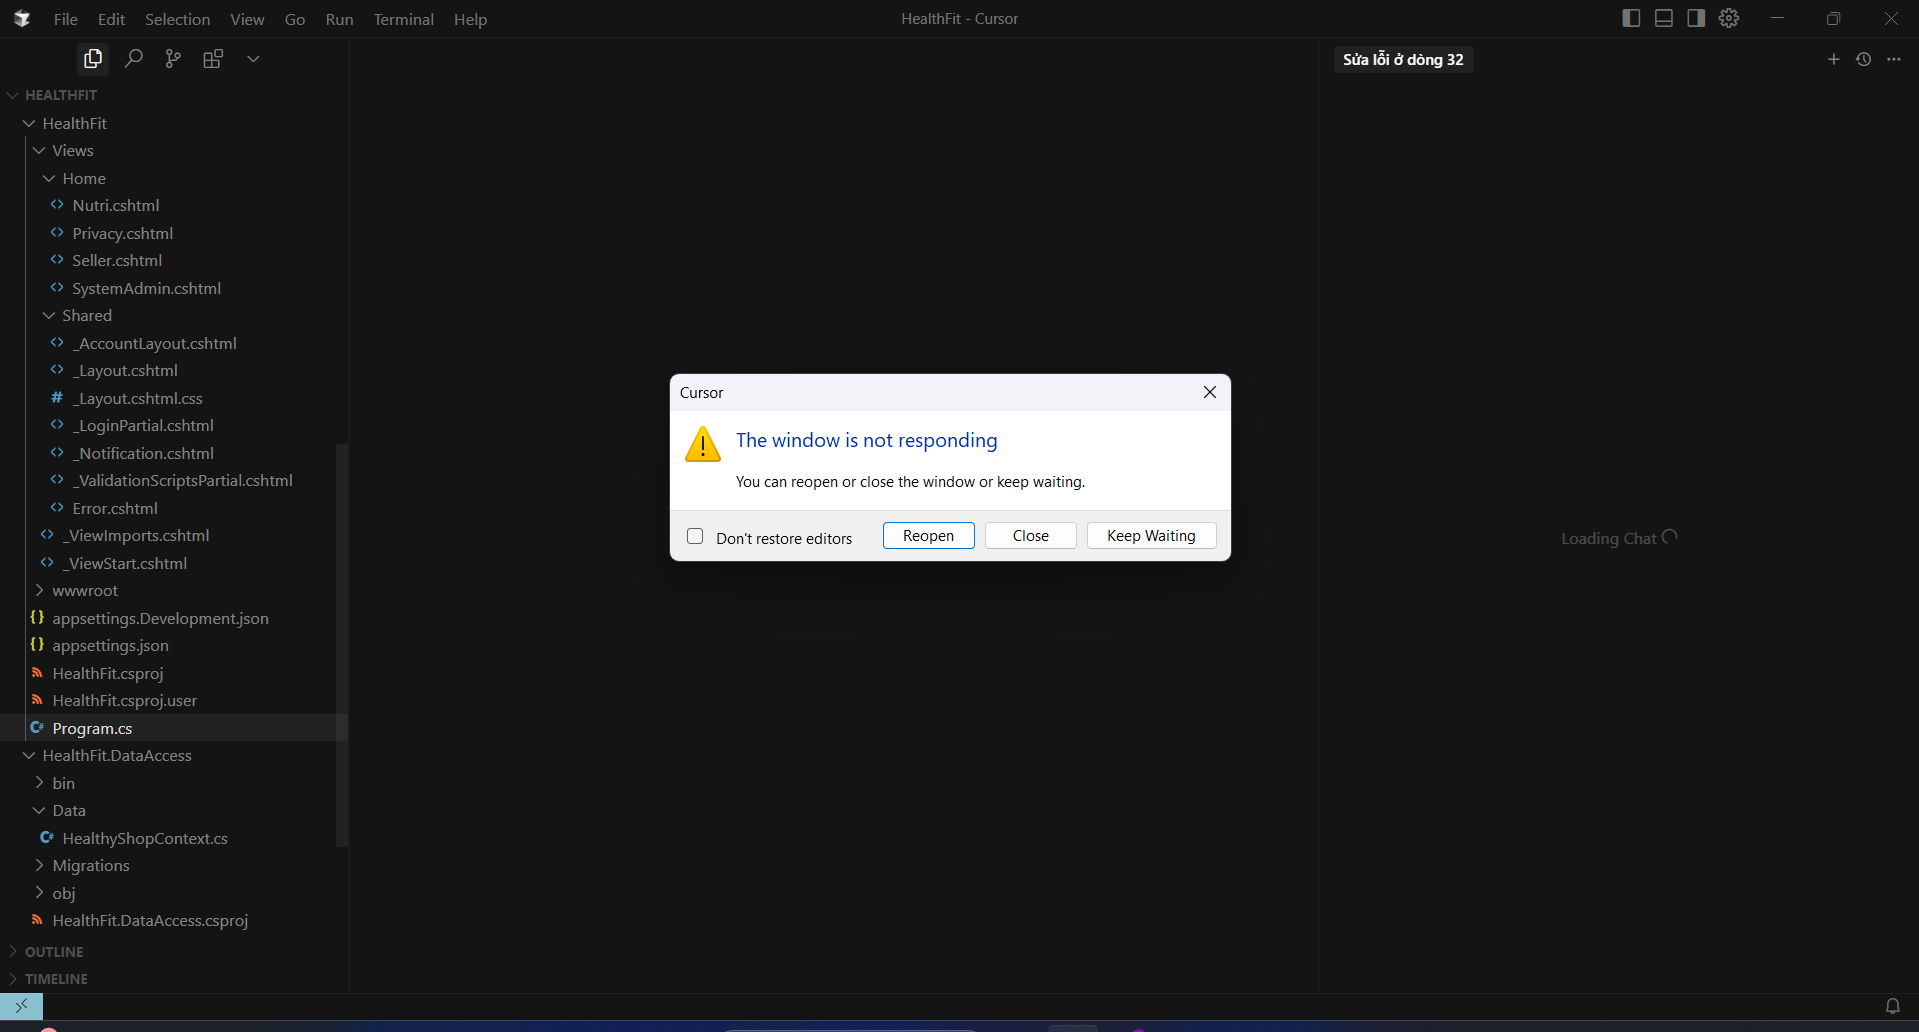 File Edit Selection View Go Run Terminal Help
HealthFit - Cursor
HEALTHFIT
HealthFit
Views
Home
Nutri.cshtml
Privacy.cshtml
Seller.cshtml
SystemAdmin.cshtml
Shared
_AccountLayout.cshtml
_Layout.cshtml
_Layout.cshtml.css
_LoginPartial.cshtml
_Notification.cshtml
_ValidationScriptsPartial.cshtml
Error.cshtml
_ViewImports.cshtml
_ViewStart.cshtml
wwwroot
appsettings.Development.json
appsettings.json
HealthFit.csproj
HealthFit.csproj.user
Program.cs
HealthFit.DataAccess
bin
Data
HealthyShopContext.cs
Migrations
obj
HealthFit.DataAccess.csproj
OUTLINE
TIMELINE
Cursor
The window is not responding
You can reopen or close the window or keep waiting.
Don't restore editors Reopen Close Keep Waiting
Sửa lỗi ở dòng 32
Loading Chat